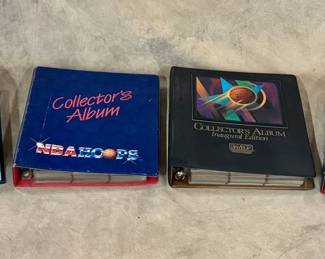 Collector's
Album
NBA HOOPS
COLLECTOR'S ALBUM
Inaugural Edition